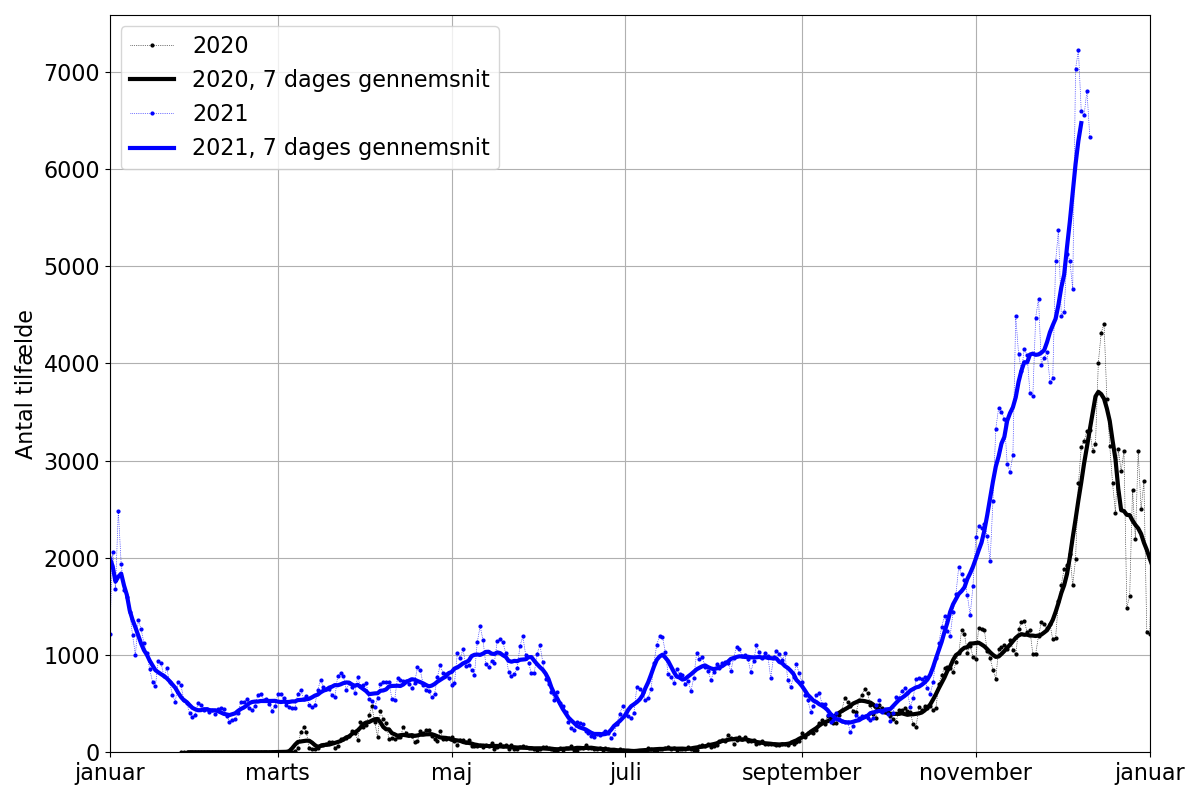 2020
2020, 7 dages gennemsnit
2021
2021, 7 dages gennemsnit
Antal tilfælde
7000
6000
5000
4000
3000
2000
1000
0
januar marts maj juli september november januar